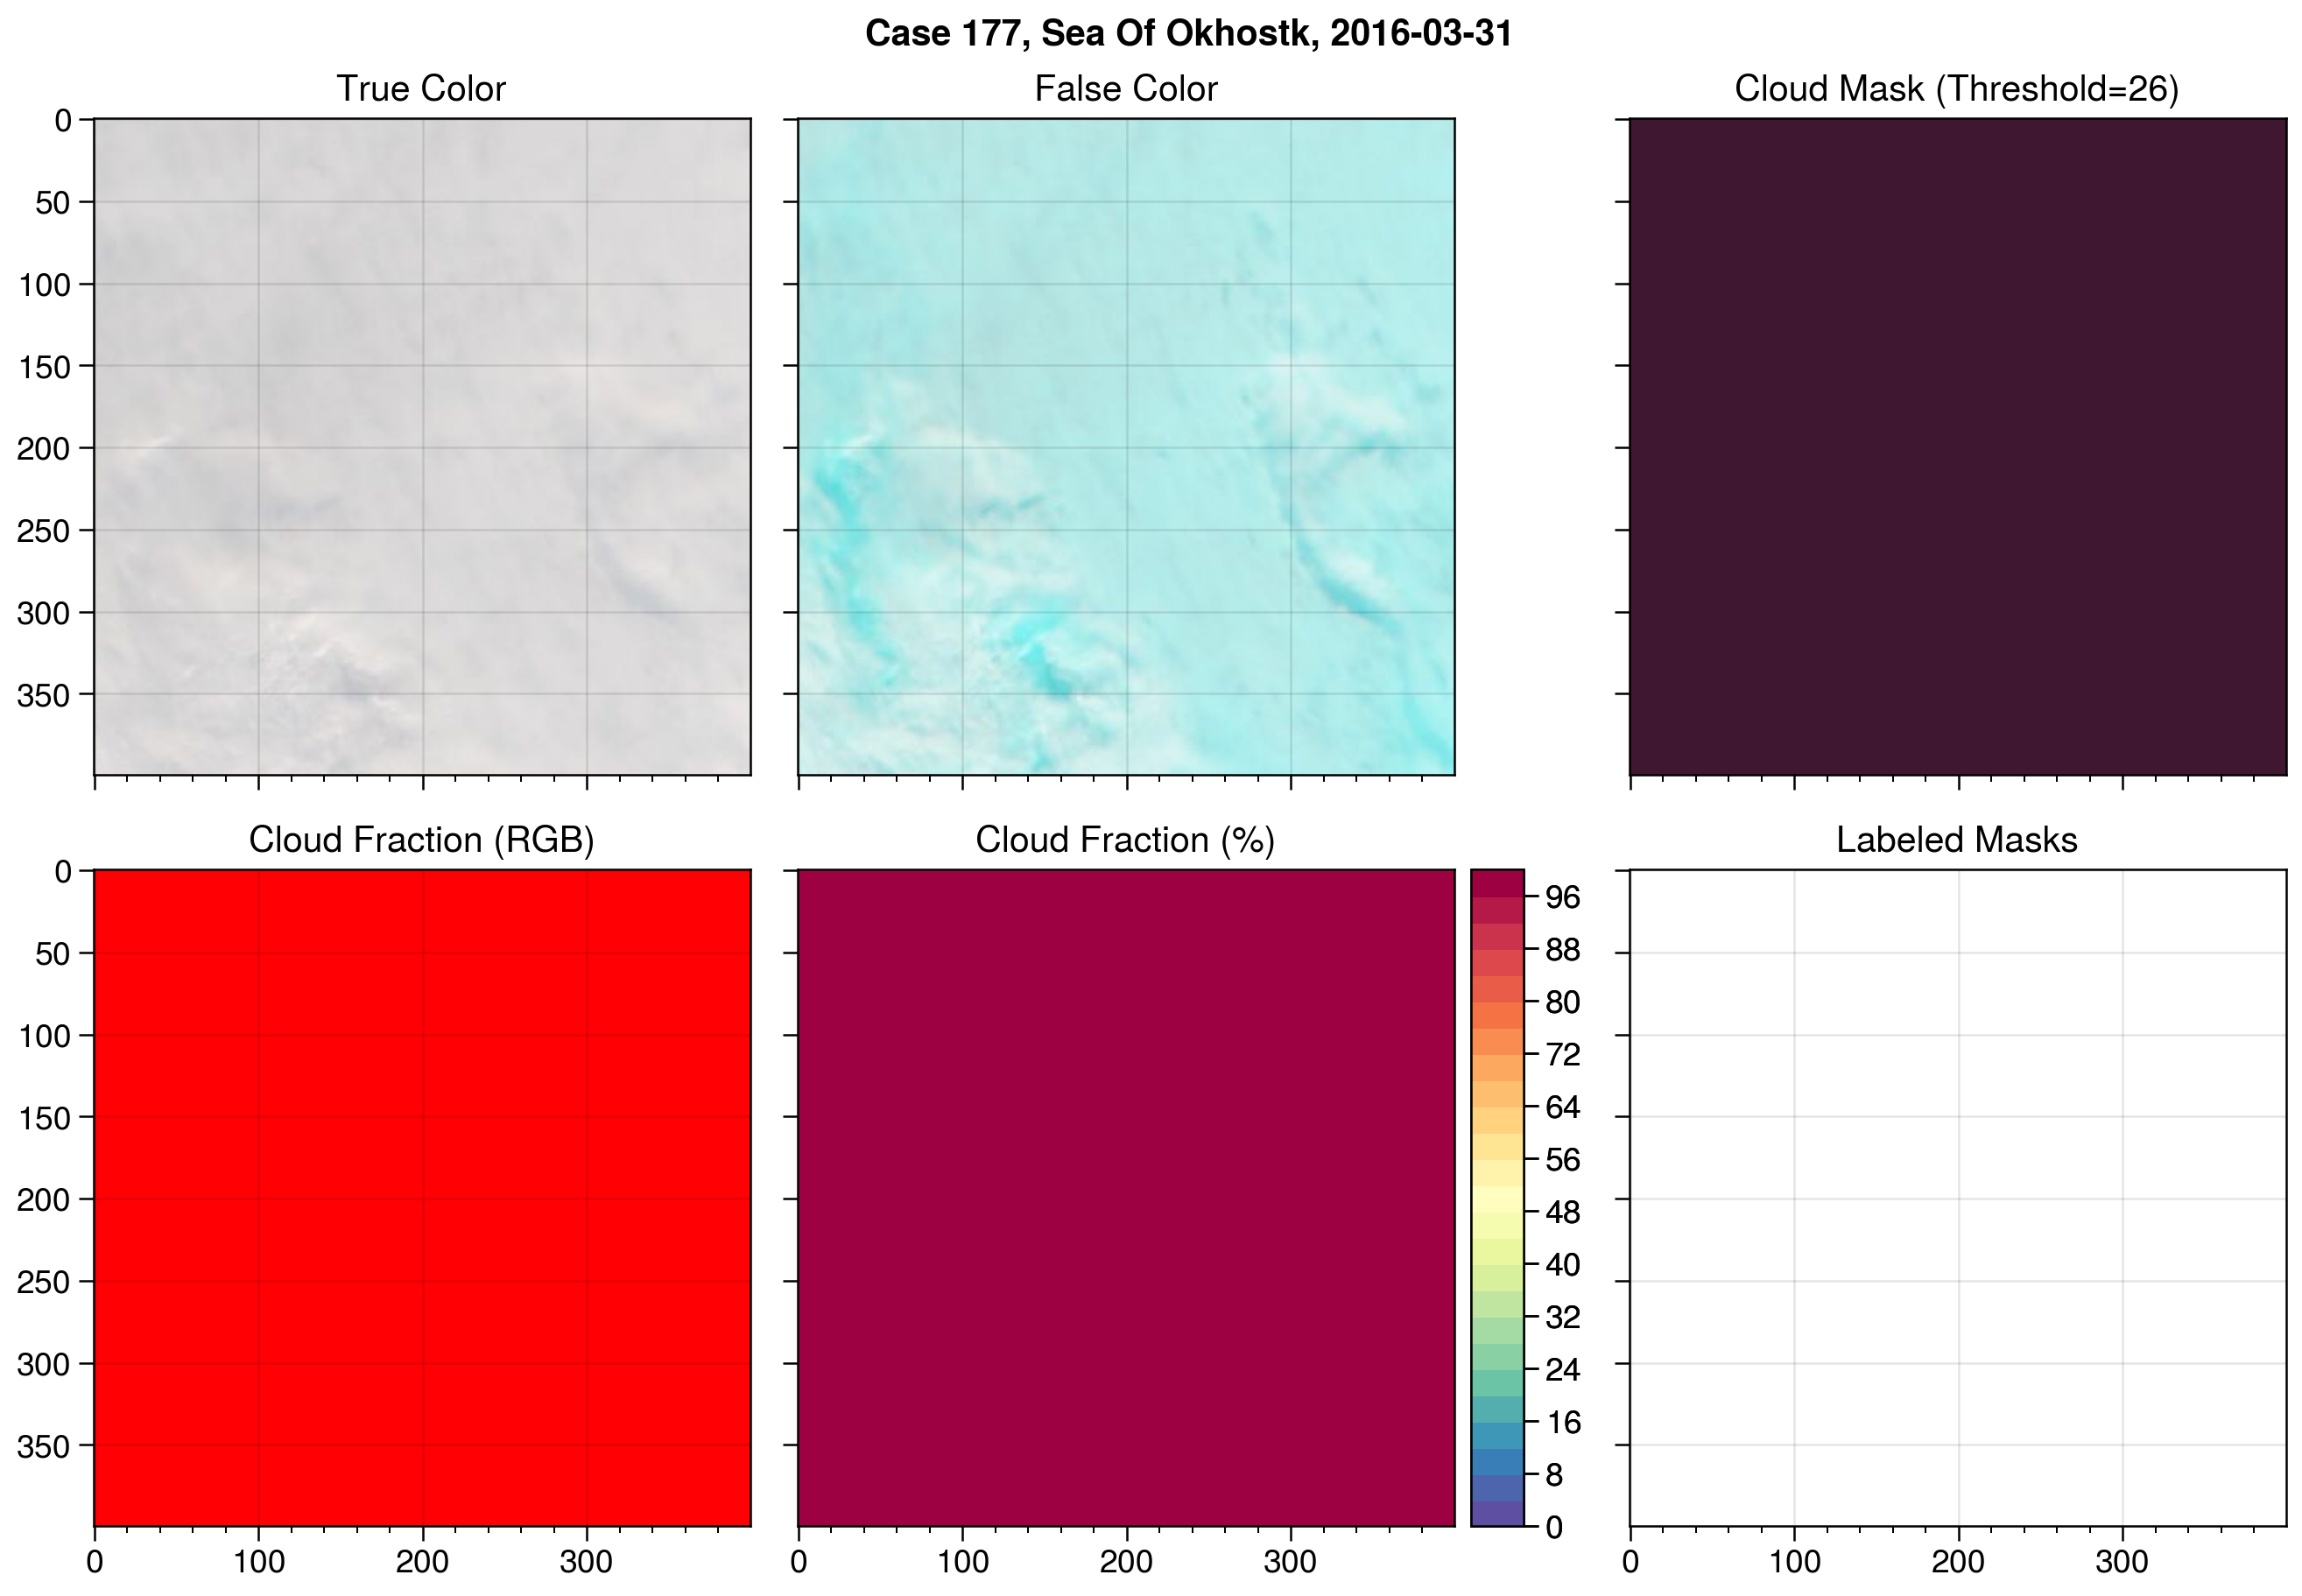 Case 177, Sea Of Okhostk, 2016-03-31
True Color
False Color
Cloud Mask (Threshold=26)
0
50
100
150
200
250
300
350
Cloud Fraction (RGB)
Cloud Fraction (%)
Labeled Masks
0
50
100
150
200
250
300
350
96
88
80
72
64
56
48
40
32
24
16
8
0
0 100 200 300
0 100 200 300
0 100 200 300